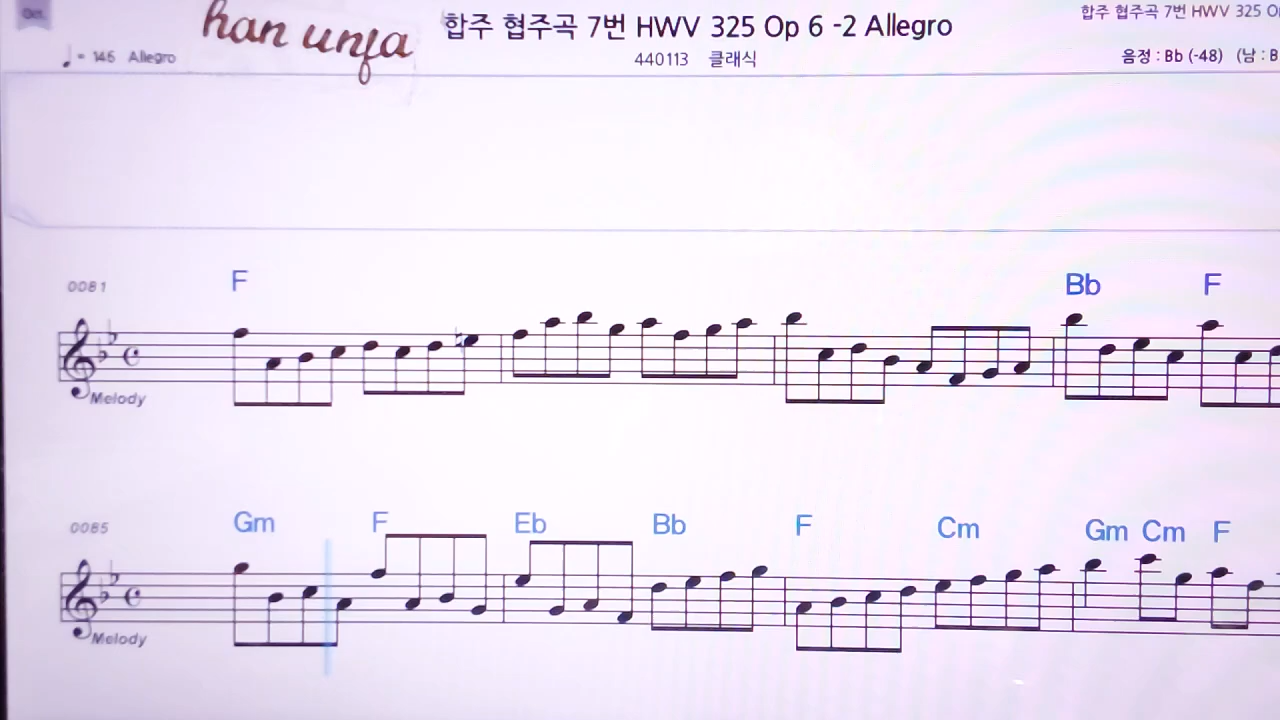 han unja
합주 협주곡 7번 HWV 325 Op 6 -2 Allegro
합주 협주곡 7번 HWV 325
= 146 Allegro
440113 클래식
음정 : Bb (-48) (남 : B
0081 F Bb F
Melody
0085 Gm F Eb Bb F Cm Gm Cm F
Melody